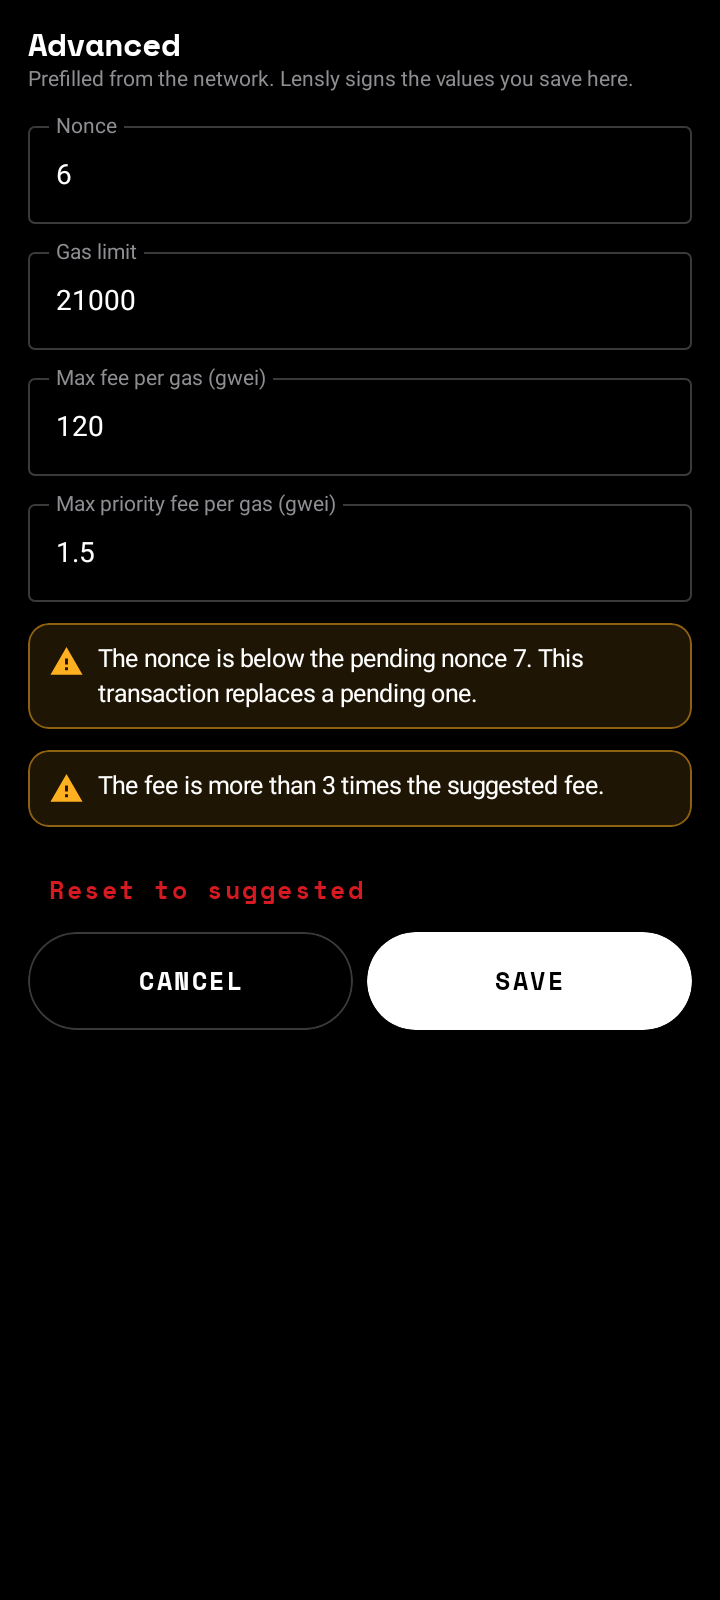 Advanced
Prefilled from the network. Lensly signs the values you save here.
Nonce
6
Gas limit
21000
Max fee per gas (gwei)
120
Max priority fee per gas (gwei)
1.5
The nonce is below the pending nonce 7. This
transaction replaces a pending one.
The fee is more than 3 times the suggested fee.
Reset to suggested
CANCEL
SAVE